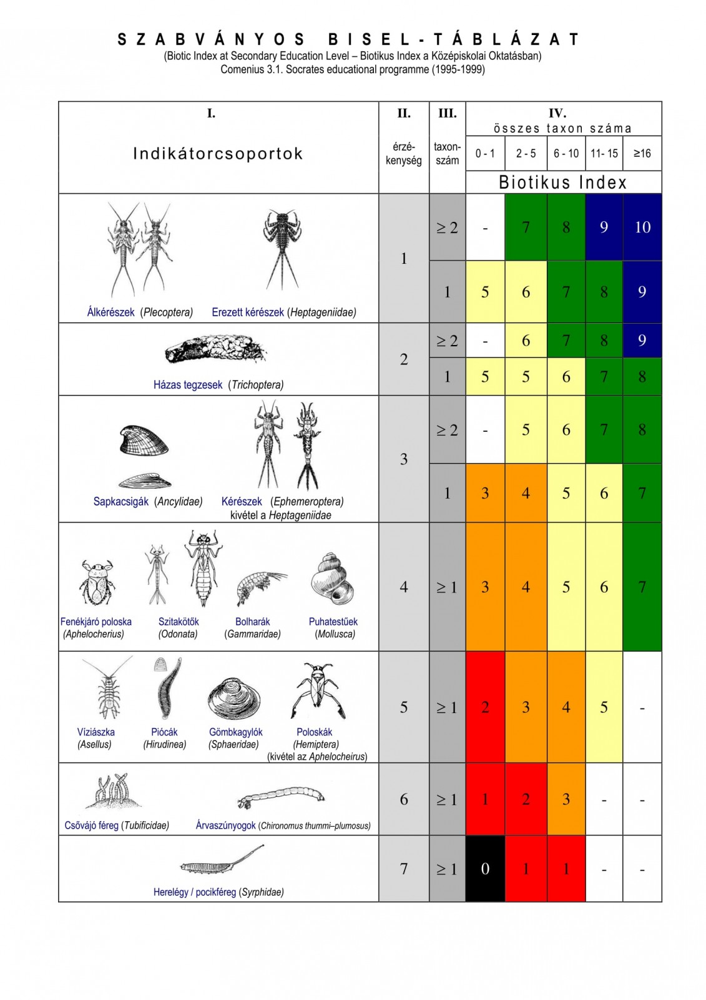 SZABVÁNYOS BISEL-TÁBLÁZAT
(Biotic Index at Secondary Education Level – Biotikus Index a Középiskolai Oktatásban)
Comenius 3.1. Socrates educational programme (1995-1999)
I. II. III. IV.
összes taxon száma
Indikátorcsoportok
érzé-
kenység
taxon-
szám
0 - 1 2 - 5 6 - 10 11- 15 ≥16
Biotikus Index
1
≥ 2 - 7 8 9 10
1 5 6 7 8 9
Álkérészek (Plecoptera) Erezett kérészek (Heptageniidae)
2
≥ 2 - 6 7 8 9
1 5 5 6 7 8
Házas tegzesek (Trichoptera)
3
≥ 2 - 5 6 7 8
1 3 4 5 6 7
Sapkacsigák (Ancylidae) Kérészek (Ephemeroptera)
kivétel a Heptageniidae
4 ≥ 1 3 4 5 6 7
Fenékjáró poloska Szitakötők Bolharák Puhatestűek
(Aphelocherius) (Odonata) (Gammaridae) (Mollusca)
5 ≥ 1 2 3 4 5 -
Víziászka Piócák Gömbkagylók Poloskák
(Asellus) (Hirudinea) (Sphaeridae) (Hemiptera)
(kivétel az Aphelocheirus)
6 ≥ 1 1 2 3 - -
Csővájó féreg (Tubificidae) Árvaszúnyogok (Chironomus thummi–plumosus)
7 ≥ 1 0 1 1 - -
Herelégy / pocikféreg (Syrphidae)